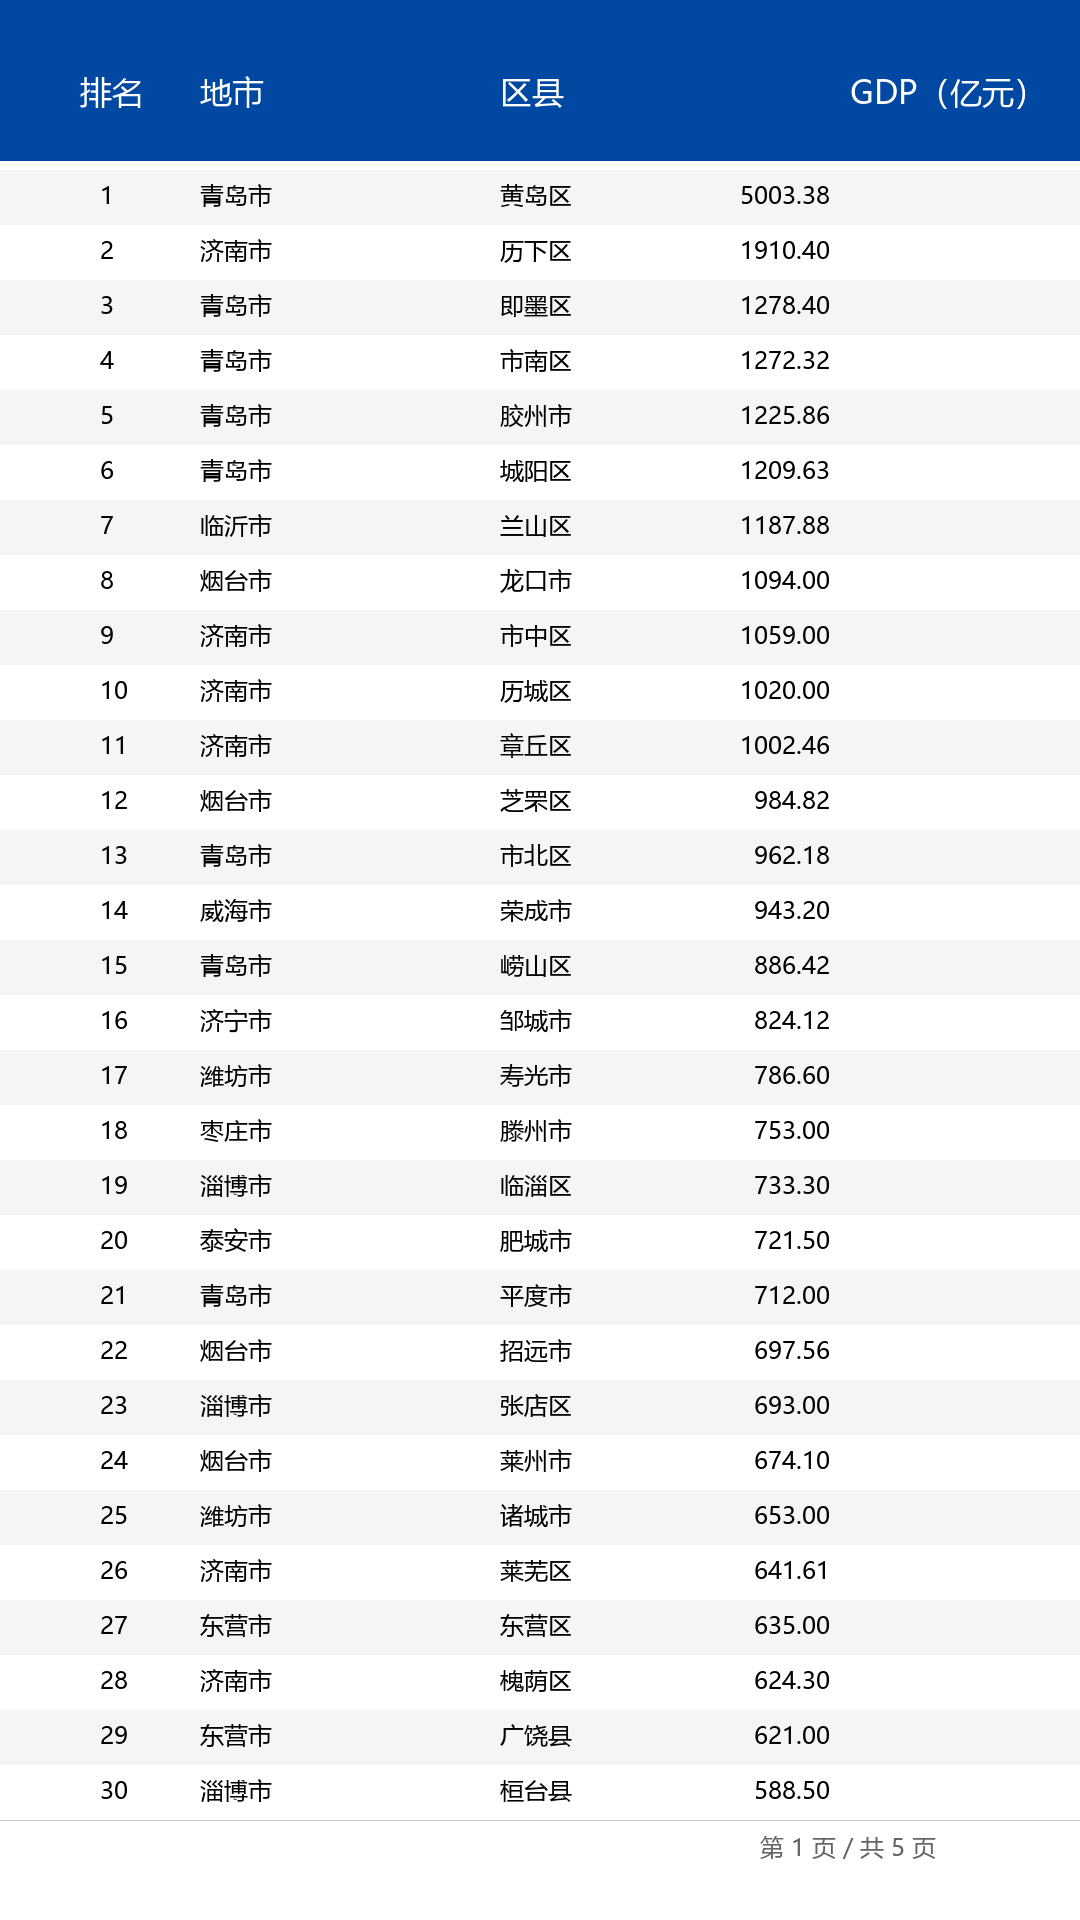 排名 地市 区县 GDP（亿元）
1 青岛市 黄岛区 5003.38
2 济南市 历下区 1910.40
3 青岛市 即墨区 1278.40
4 青岛市 市南区 1272.32
5 青岛市 胶州市 1225.86
6 青岛市 城阳区 1209.63
7 临沂市 兰山区 1187.88
8 烟台市 龙口市 1094.00
9 济南市 市中区 1059.00
10 济南市 历城区 1020.00
11 济南市 章丘区 1002.46
12 烟台市 芝罘区 984.82
13 青岛市 市北区 962.18
14 威海市 荣成市 943.20
15 青岛市 崂山区 886.42
16 济宁市 邹城市 824.12
17 潍坊市 寿光市 786.60
18 枣庄市 滕州市 753.00
19 淄博市 临淄区 733.30
20 泰安市 肥城市 721.50
21 青岛市 平度市 712.00
22 烟台市 招远市 697.56
23 淄博市 张店区 693.00
24 烟台市 莱州市 674.10
25 潍坊市 诸城市 653.00
26 济南市 莱芜区 641.61
27 东营市 东营区 635.00
28 济南市 槐荫区 624.30
29 东营市 广饶县 621.00
30 淄博市 桓台县 588.50
第 1 页 / 共 5 页